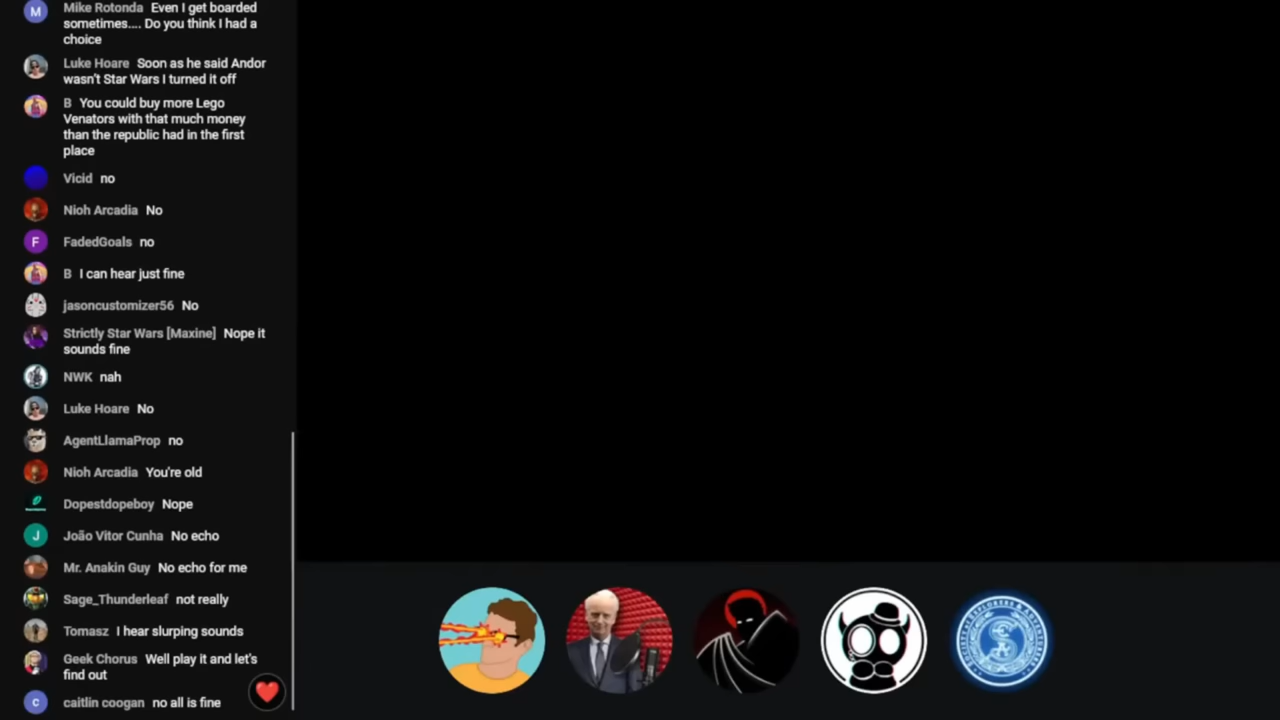 Mike Rotonda Even I get boarded
sometimes.... Do you think I had a
choice
Luke Hoare Soon as he said Andor
wasn't Star Wars I turned it off
B You could buy more Lego
Venators with that much money
than the republic had in the first
place
Vicid no
Nioh Arcadia No
FadedGoals no
B I can hear just fine
jasoncustomizer56 No
Strictly Star Wars [Maxine] Nope it
sounds fine
NWK nah
Luke Hoare No
AgentLlamaProp no
Nioh Arcadia You're old
Dopestdopeboy Nope
João Vitor Cunha No echo
Mr. Anakin Guy No echo for me
Sage_Thunderleaf not really
Tomasz I hear slurping sounds
Geek Chorus Well play it and let's
find out
caitlin coogan no all is fine
M
F
J
c